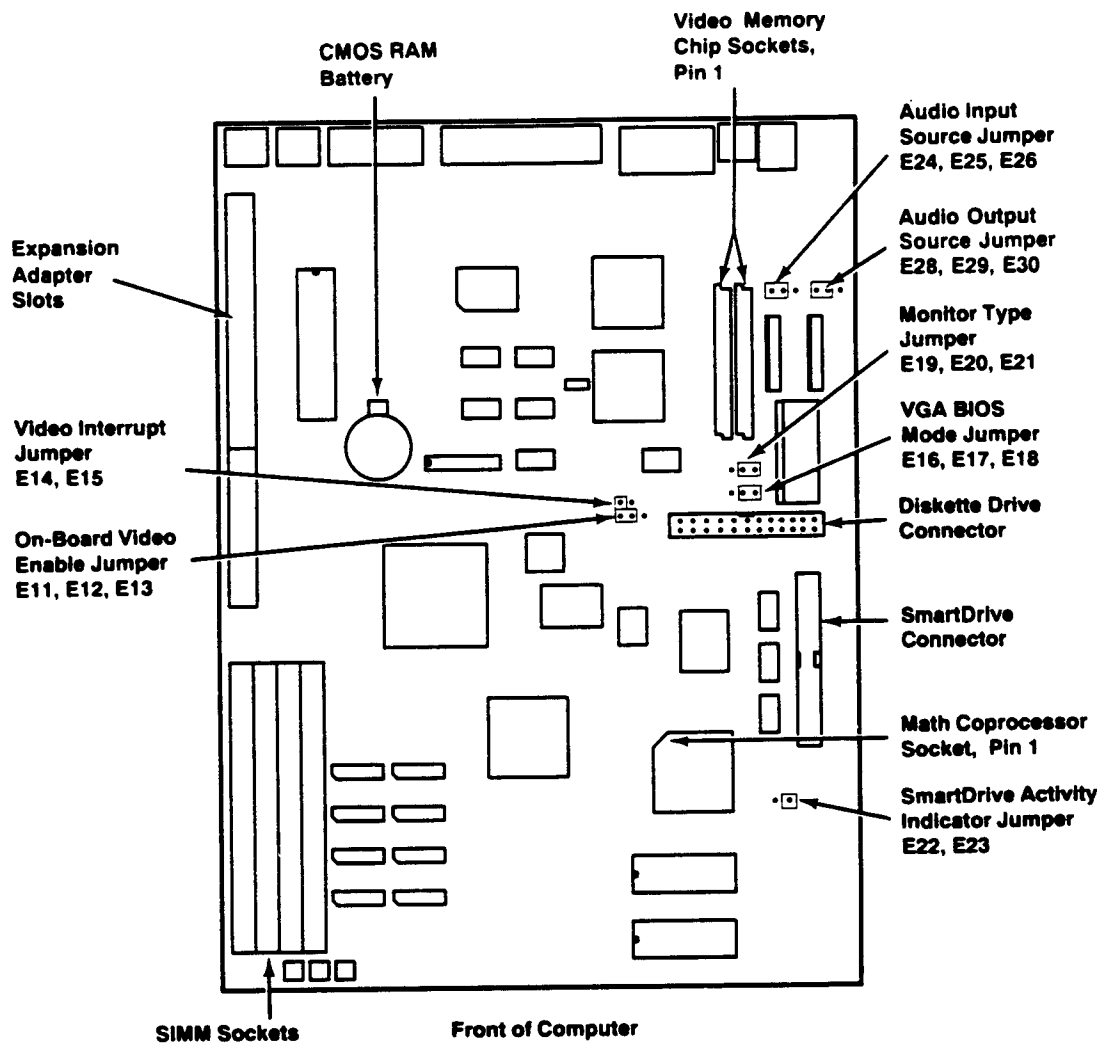 Video Memory
Chip Sockets,
Pin 1
CMOS RAM
Battery
Audio Input
Source Jumper
E24, E25, E26
Audio Output
Source Jumper
E28, E29, E30
Expansion
Adapter
Slots
Monitor Type
Jumper
E19, E20, E21
VGA BIOS
Mode Jumper
E16, E17, E18
Video Interrupt
Jumper
E14, E15
Diskette Drive
Connector
On-Board Video
Enable Jumper
E11, E12, E13
SmartDrive
Connector
Math Coprocessor
Socket, Pin 1
SmartDrive Activity
Indicator Jumper
E22, E23
SIMM Sockets
Front of Computer